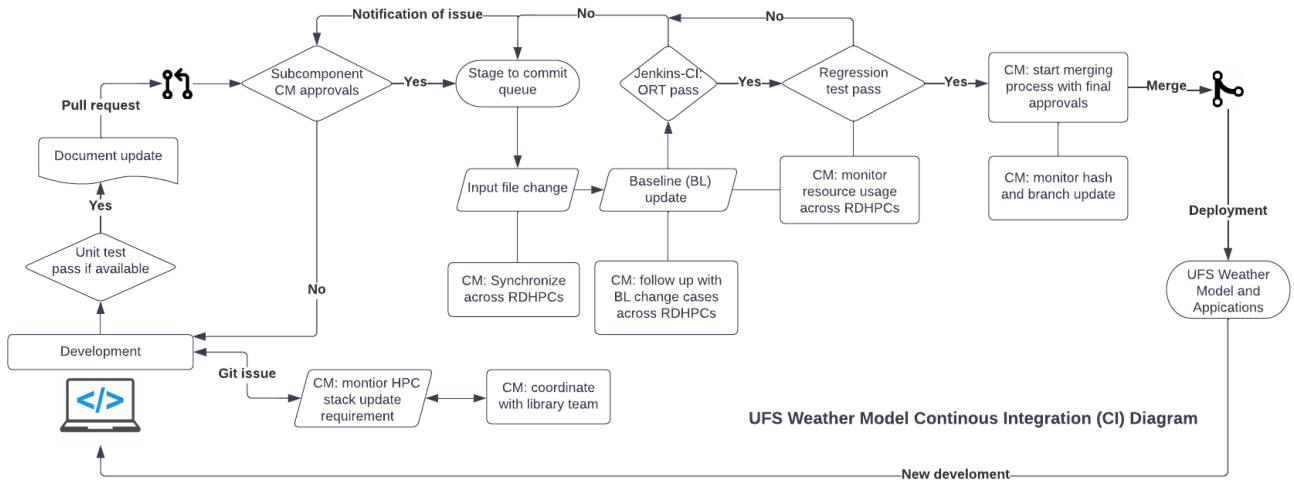 Notification of issue
No
No
Subcomponent
CM approvals
Yes
Stage to commit
queue
Jenkins-CI:
ORT pass
Yes
Regression
test pass
Yes
CM: start merging
process with final
approvals
Merge
Pull request
Document update
Yes
Unit test
pass if available
Input file change
Baseline (BL)
update
CM: monitor
resource usage
across RDHPCs
CM: monitor hash
and branch update
Deployment
No
CM: Synchronize
across RDHPCs
CM: follow up with
BL change cases
across RDHPCs
UFS Weather
Model and
Appications
Development
</>
Git issue
CM: montior HPC
stack update
requirement
CM: coordinate
with library team
UFS Weather Model Continous Integration (CI) Diagram
New develoment